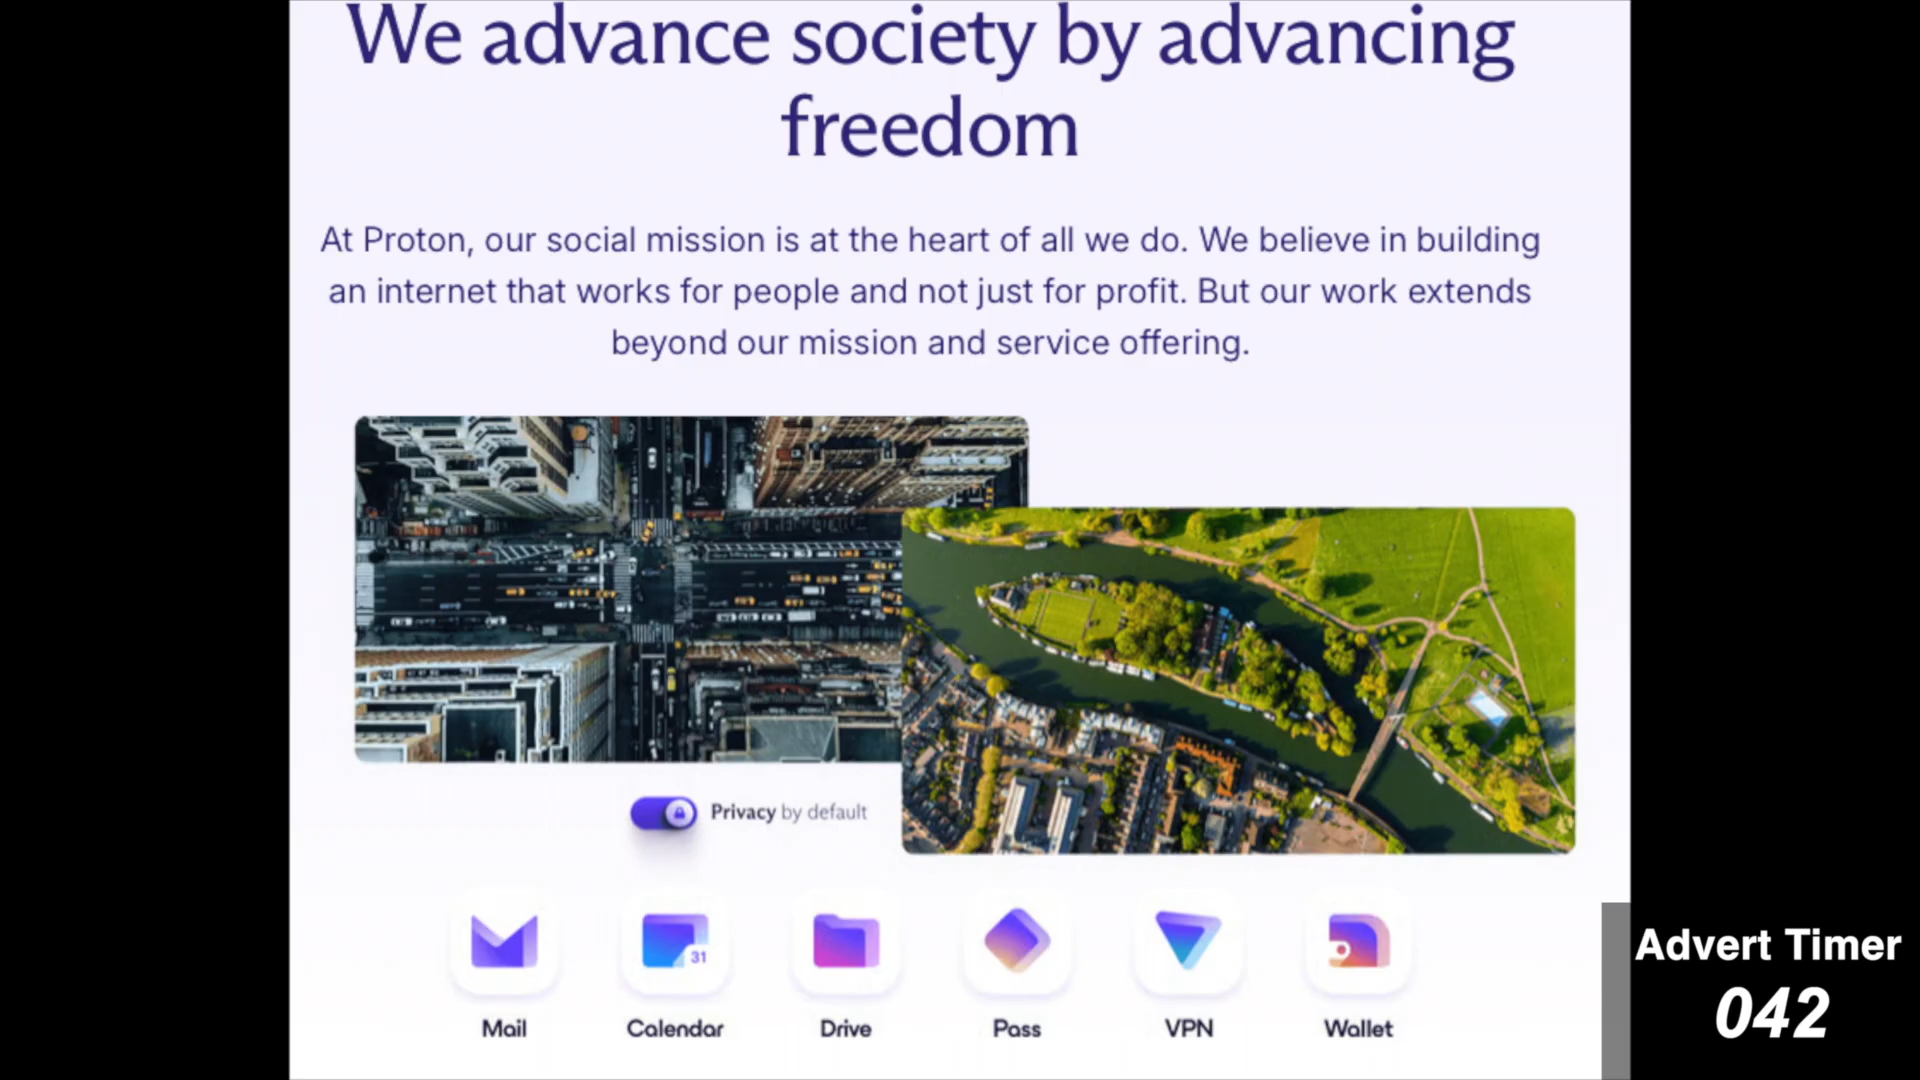 We advance society by advancing
freedom
At Proton, our social mission is at the heart of all we do. We believe in building
an internet that works for people and not just for profit. But our work extends
beyond our mission and service offering.
Privacy by default
31
Mail
Calendar
Drive
Pass
VPN
Wallet
Advert Timer
042